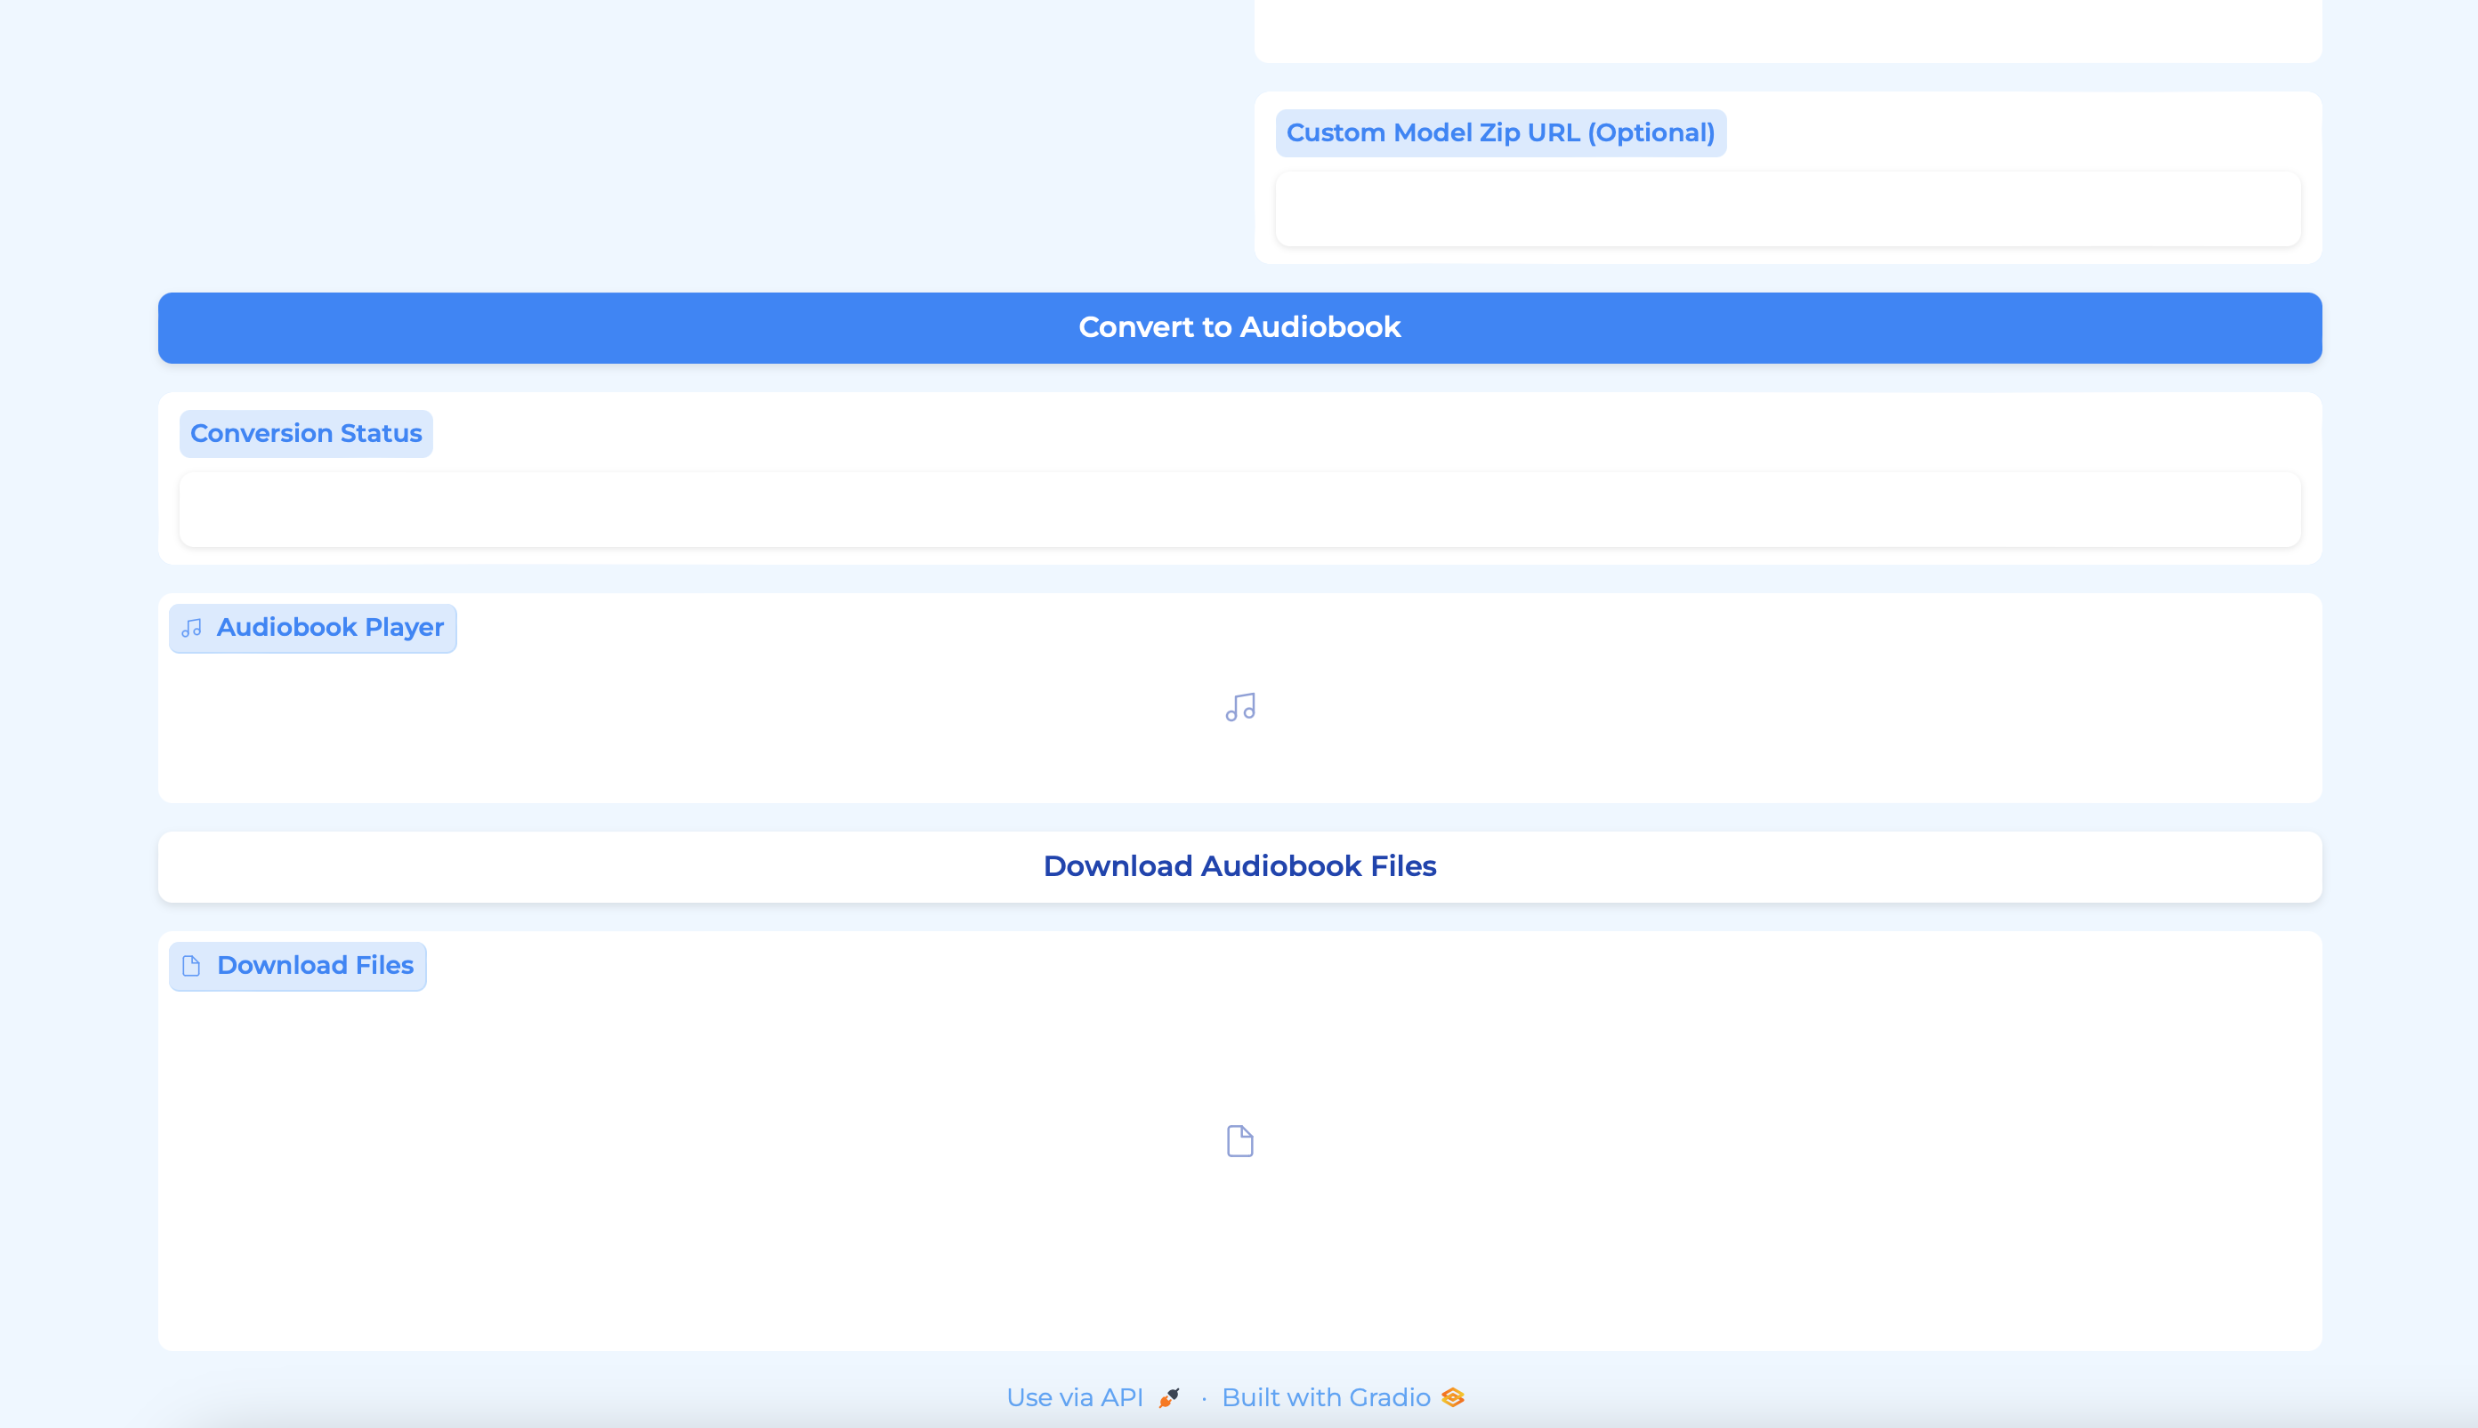 Custom Model Zip URL (Optional)
Convert to Audiobook
Conversion Status
Audiobook Player
Download Audiobook Files
Download Files
Use via API · Built with Gradio